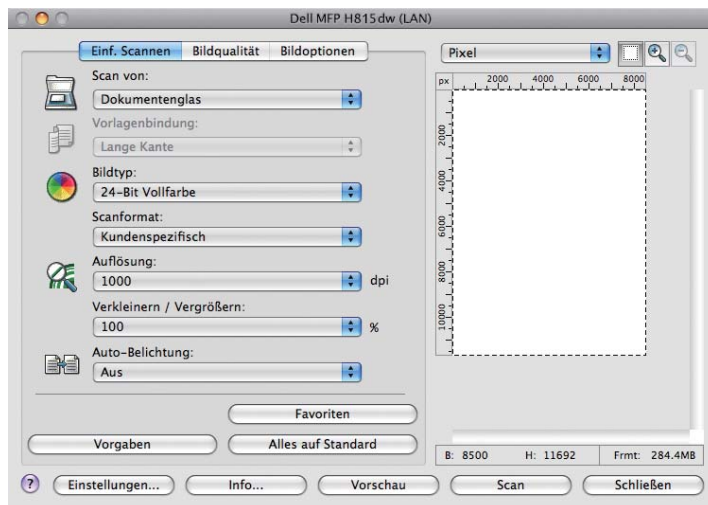 Dell MFP H815dw (LAN)
Einf. Scannen Bildqualität Bildoptionen
Scan von:
Dokumentenglas
Vorlagenbindung:
Lange Kante
Bildtyp:
24-Bit Vollfarbe
Scanformat:
Kundenspezifisch
Auflösung:
1000 dpi
Verkleinern / Vergrößern:
100 %
Auto-Belichtung:
Aus
Favoriten
Vorgaben Alles auf Standard
Pixel
px 2000 4000 6000 8000
2000
4000
6000
8000
10000
B: 8500 H: 11692 Frmt: 284.4MB
? Einstellungen... Info... Vorschau Scan Schließen